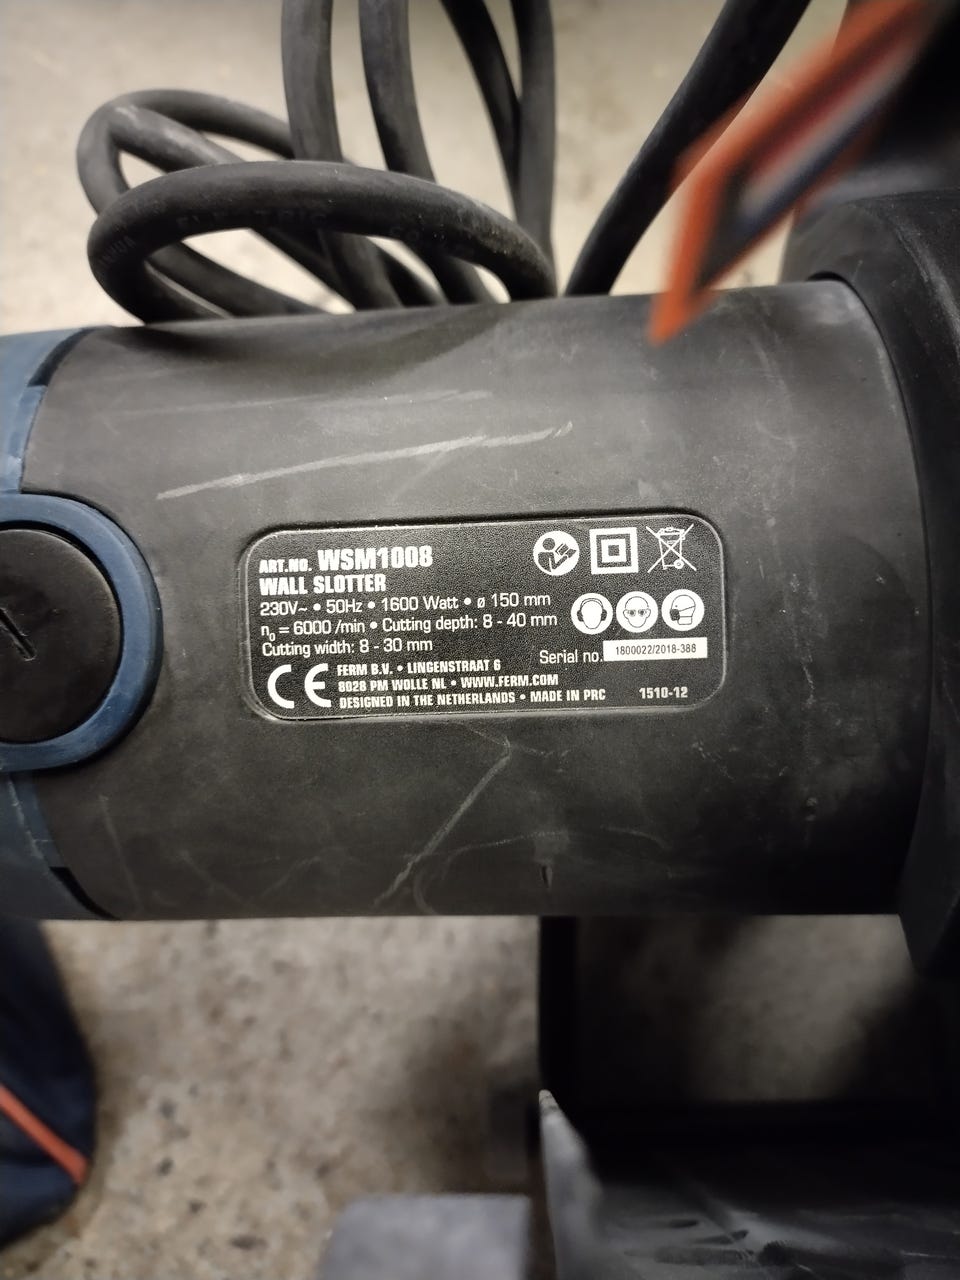 ELECTRIC CO
ART.NO. WSM1008
WALL SLOTTER
230V~ • 50Hz • 1600 Watt • ø 150 mm
n0 = 6000 /min • Cutting depth: 8 - 40 mm
Cutting width: 8 - 30 mm
Serial no. 1800022/2018-388
CE FERM B.V. • LINGENSTRAAT 6
8028 PM WOLLE NL • WWW.FERM.COM
DESIGNED IN THE NETHERLANDS • MADE IN PRC 1510-12